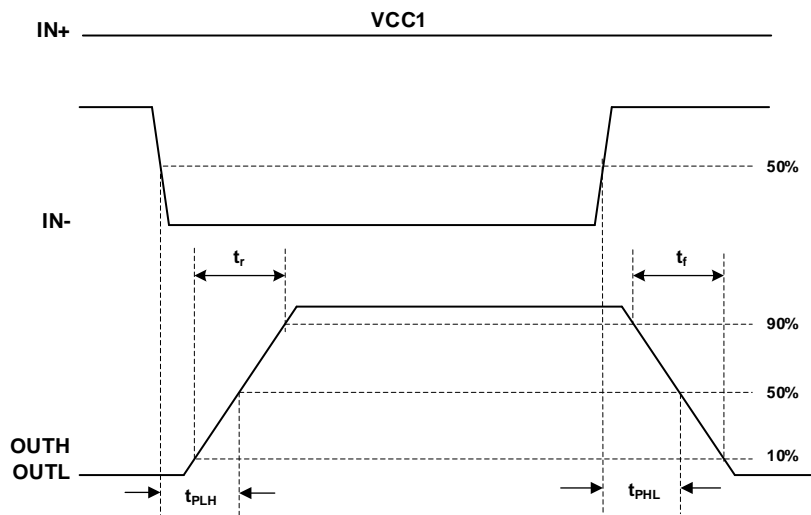 VCC1
IN+
50%
IN-
tr
tf
90%
50%
OUTH
OUTL
10%
tPLH
tPHL